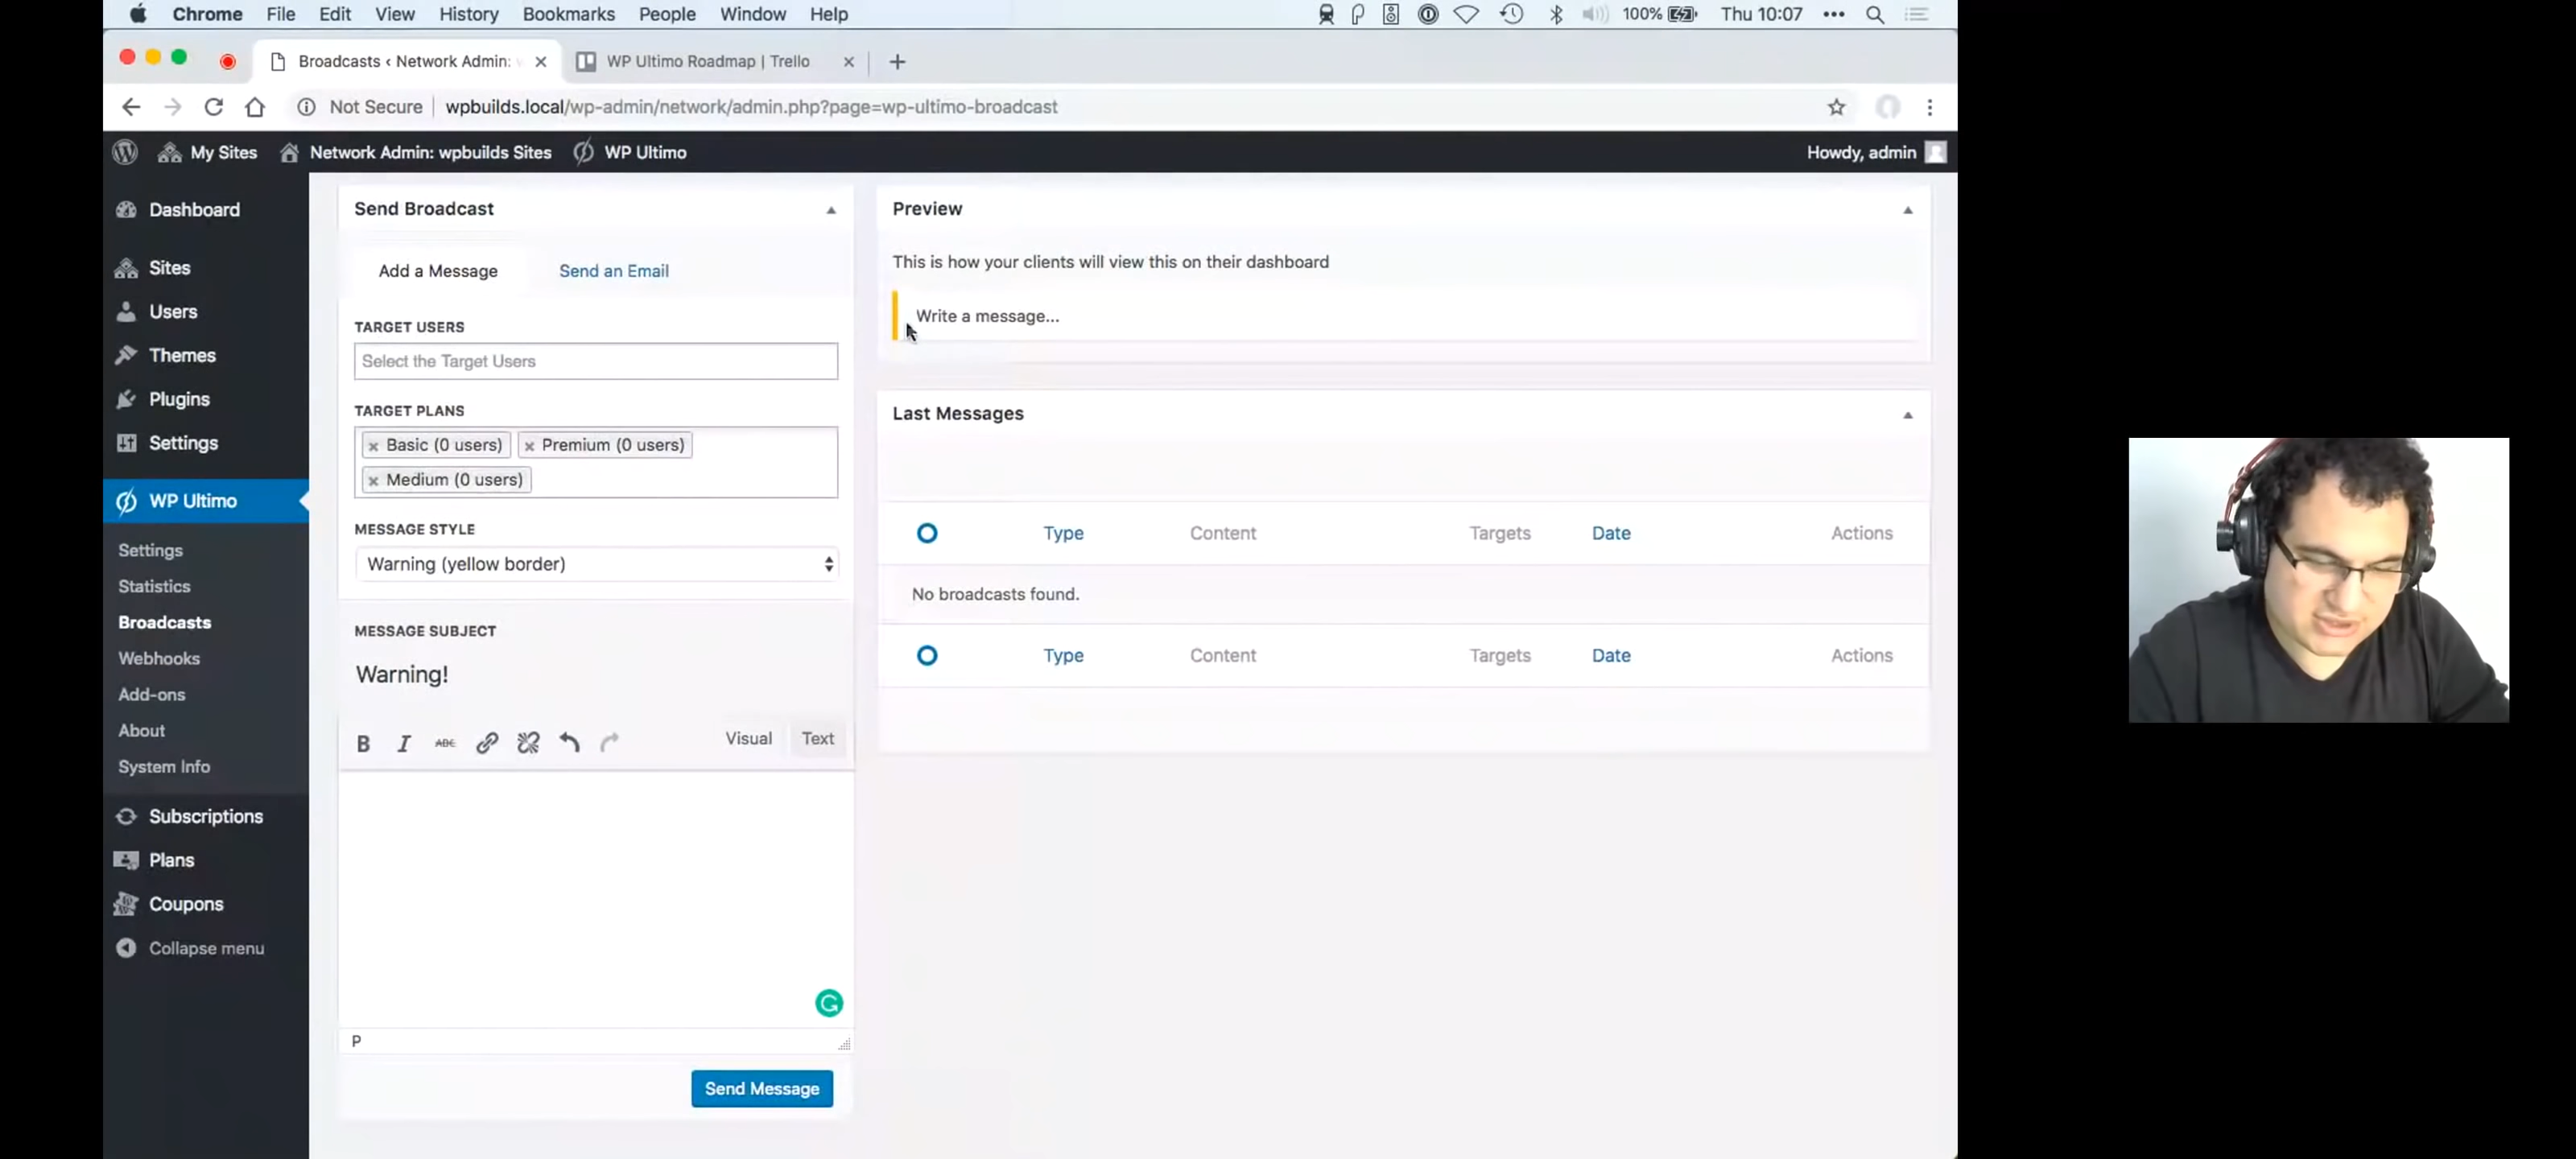 Chrome File Edit View History Bookmarks People Window Help 100% Thu 10:07
Broadcasts ‹ Network Admin: WP Ultimo Roadmap | Trello
Not Secure wpbuilds.local/wp-admin/network/admin.php?page=wp-ultimo-broadcast
My Sites Network Admin: wpbuilds Sites WP Ultimo Howdy, admin
Dashboard
Sites
Users
Themes
Plugins
Settings
WP Ultimo
Settings
Statistics
Broadcasts
Webhooks
Add-ons
About
System Info
Subscriptions
Plans
Coupons
Collapse menu
Send Broadcast
Add a Message Send an Email
TARGET USERS
Select the Target Users
TARGET PLANS
× Basic (0 users) × Premium (0 users)
× Medium (0 users)
MESSAGE STYLE
Warning (yellow border)
MESSAGE SUBJECT
Warning!
B I ABC Visual Text
P
Send Message
Preview
This is how your clients will view this on their dashboard
Write a message...
Last Messages
Type Content Targets Date Actions
No broadcasts found.
Type Content Targets Date Actions